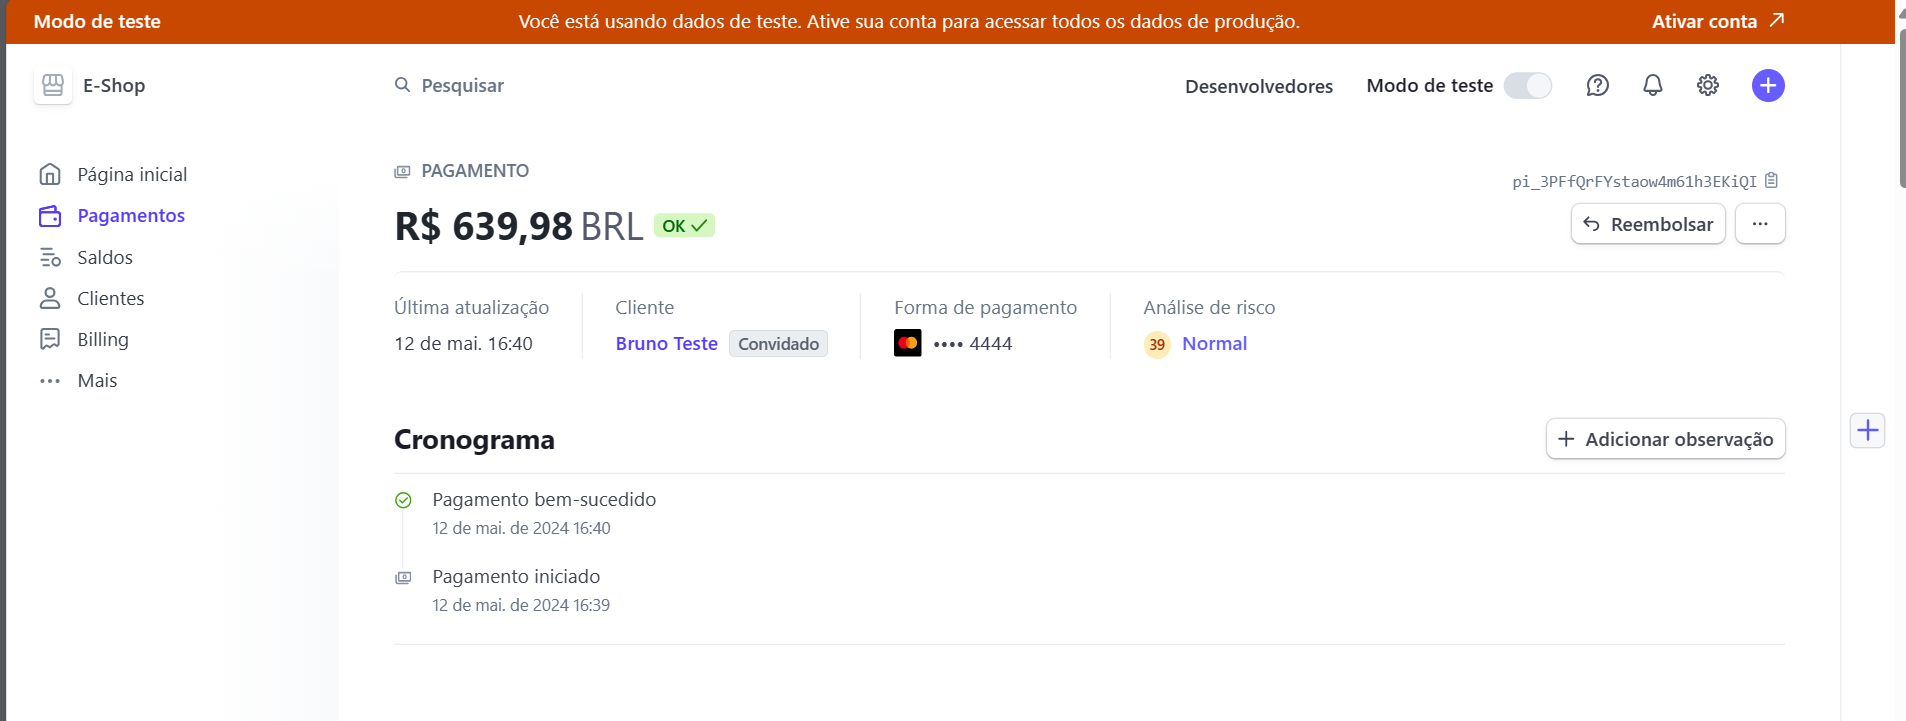 Modo de teste
Você está usando dados de teste. Ative sua conta para acessar todos os dados de produção.
Ativar conta
E-Shop
Pesquisar
Desenvolvedores
Modo de teste
Página inicial
Pagamentos
Saldos
Clientes
Billing
Mais
PAGAMENTO
pi_3PFfQrFYstaow4m61h3EKiQI
R$ 639,98 BRL OK
Reembolsar
Última atualização
12 de mai. 16:40
Cliente
Bruno Teste Convidado
Forma de pagamento
•••• 4444
Análise de risco
39 Normal
Cronograma
Adicionar observação
Pagamento bem-sucedido
12 de mai. de 2024 16:40
Pagamento iniciado
12 de mai. de 2024 16:39